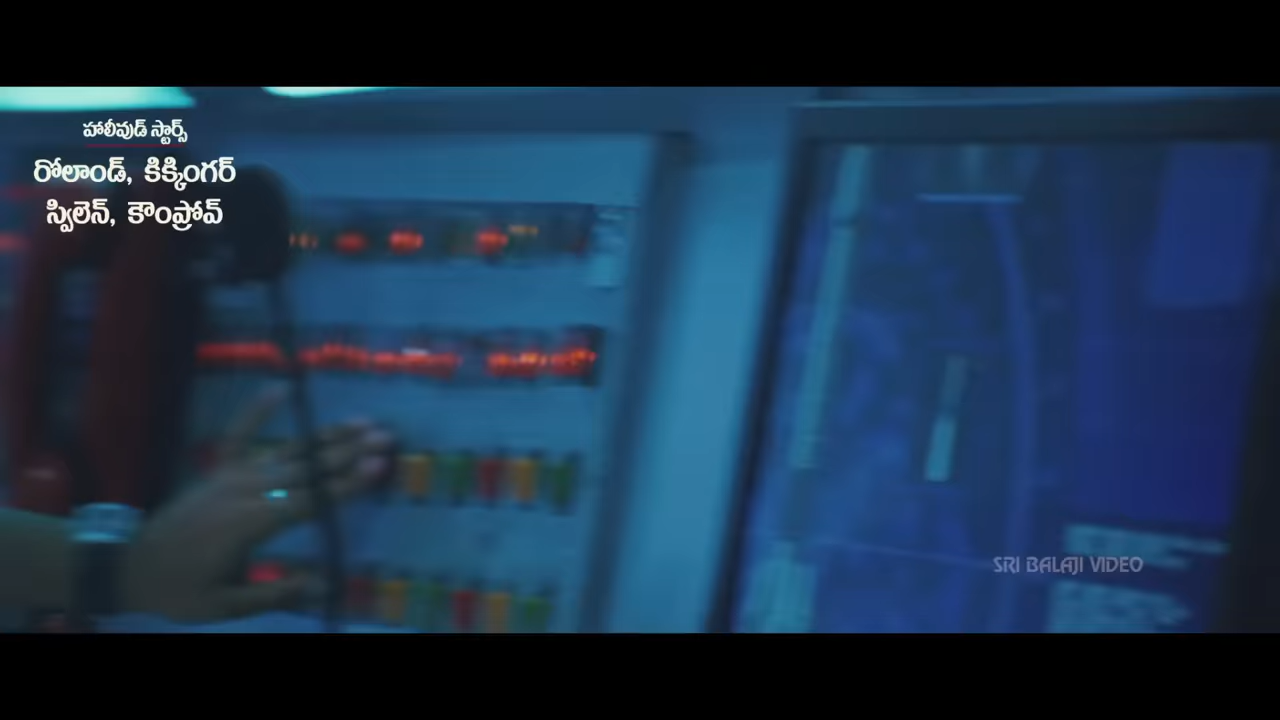 హాలీవుడ్ స్టార్స్
రోలాండ్, కిక్కింగర్
స్విలెన్, కౌంప్రోవ్
SRI BALAJI VIDEO